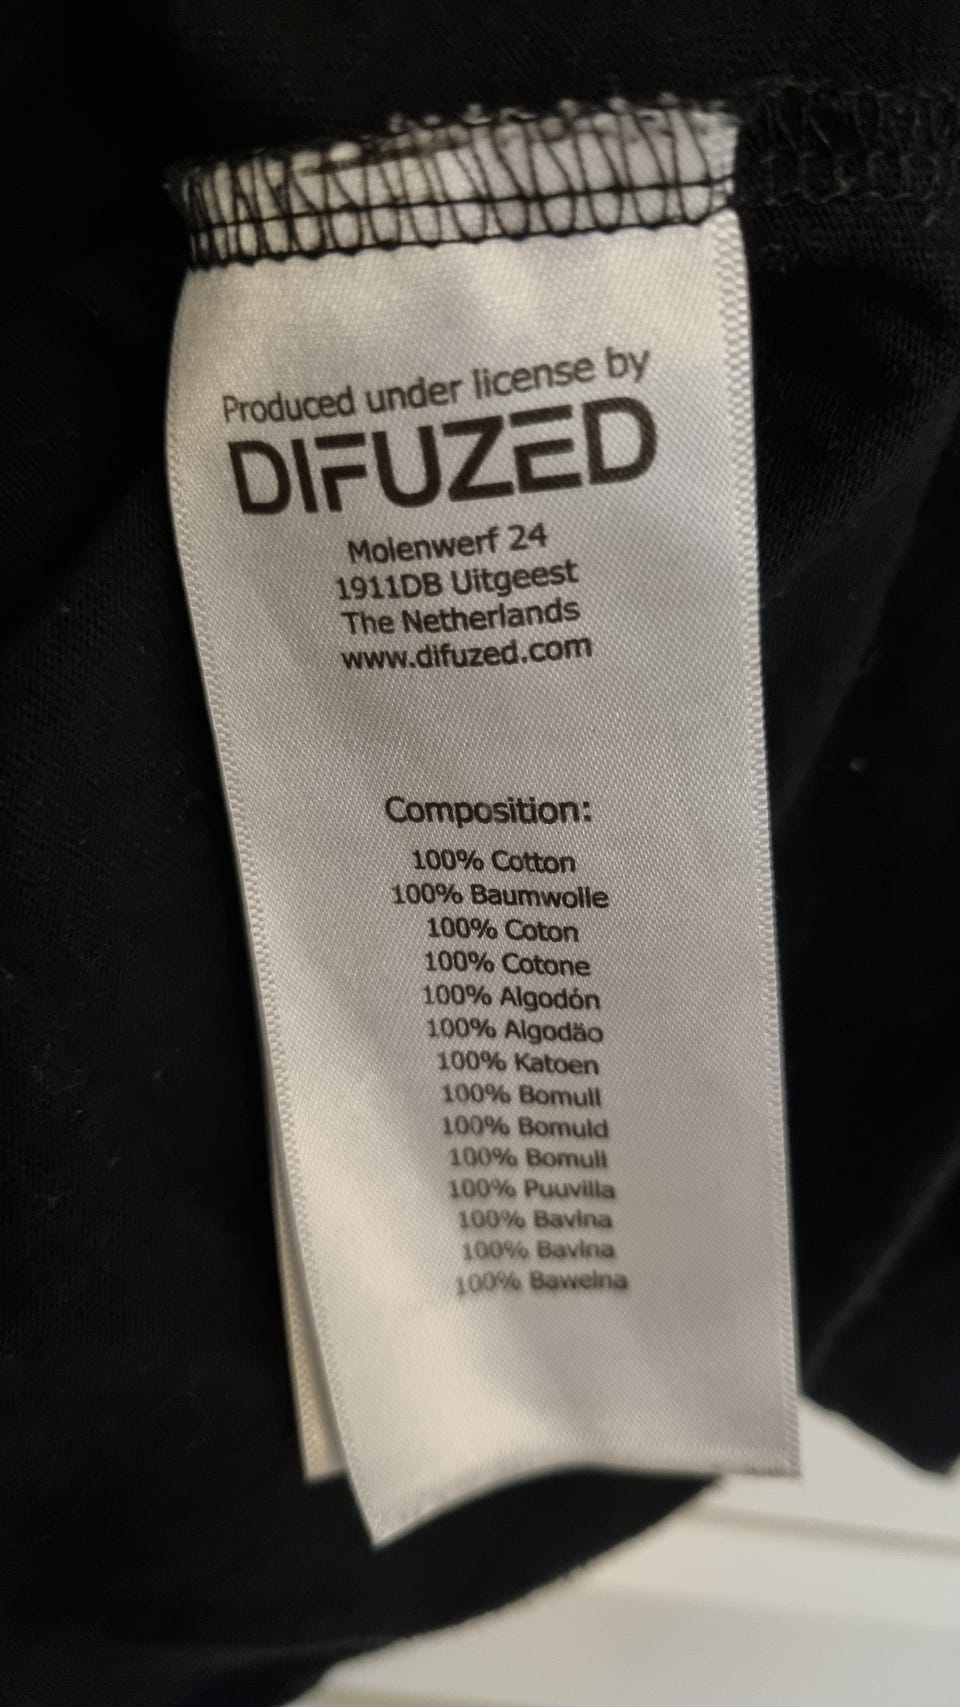 Produced under license by
DIFUZED
Molenwerf 24
1911DB Uitgeest
The Netherlands
www.difuzed.com
Composition:
100% Cotton
100% Baumwolle
100% Coton
100% Cotone
100% Algodón
100% Algodão
100% Katoen
100% Bomull
100% Bomuld
100% Bomull
100% Puuvilla
100% Bavlna
100% Bavlna
100% Bawelna